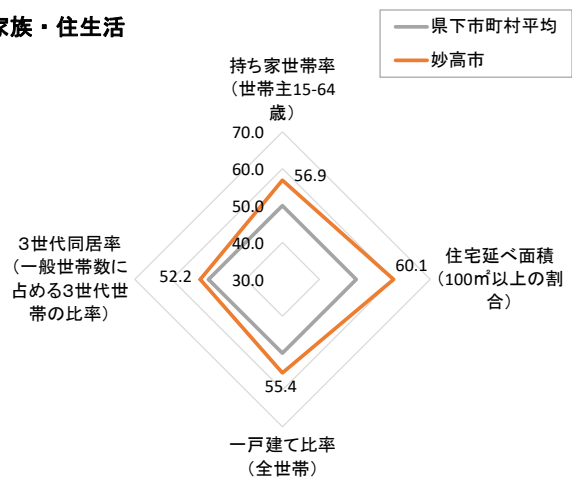 家族・住生活
県下市町村平均
妙高市
持ち家世帯率
（世帯主15-64
歳）
70.0
60.0
50.0
40.0
30.0
56.9
60.1
55.4
52.2
住宅延べ面積
（100㎡以上の割
合）
一戸建て比率
（全世帯）
3世代同居率
（一般世帯数に
占める3世代世
帯の比率）